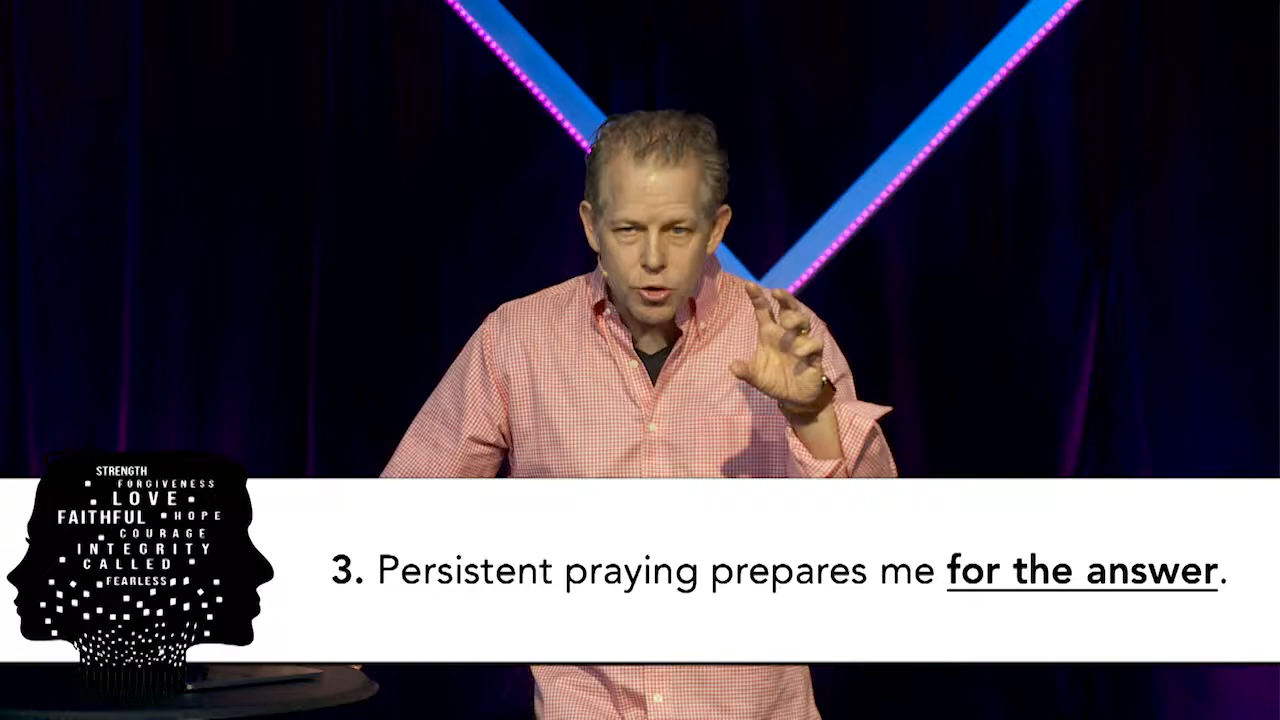 STRENGTH
FORGIVENESS
LOVE
FAITHFUL HOPE
COURAGE
INTEGRITY
CALLED
FEARLESS
3. Persistent praying prepares me for the answer.